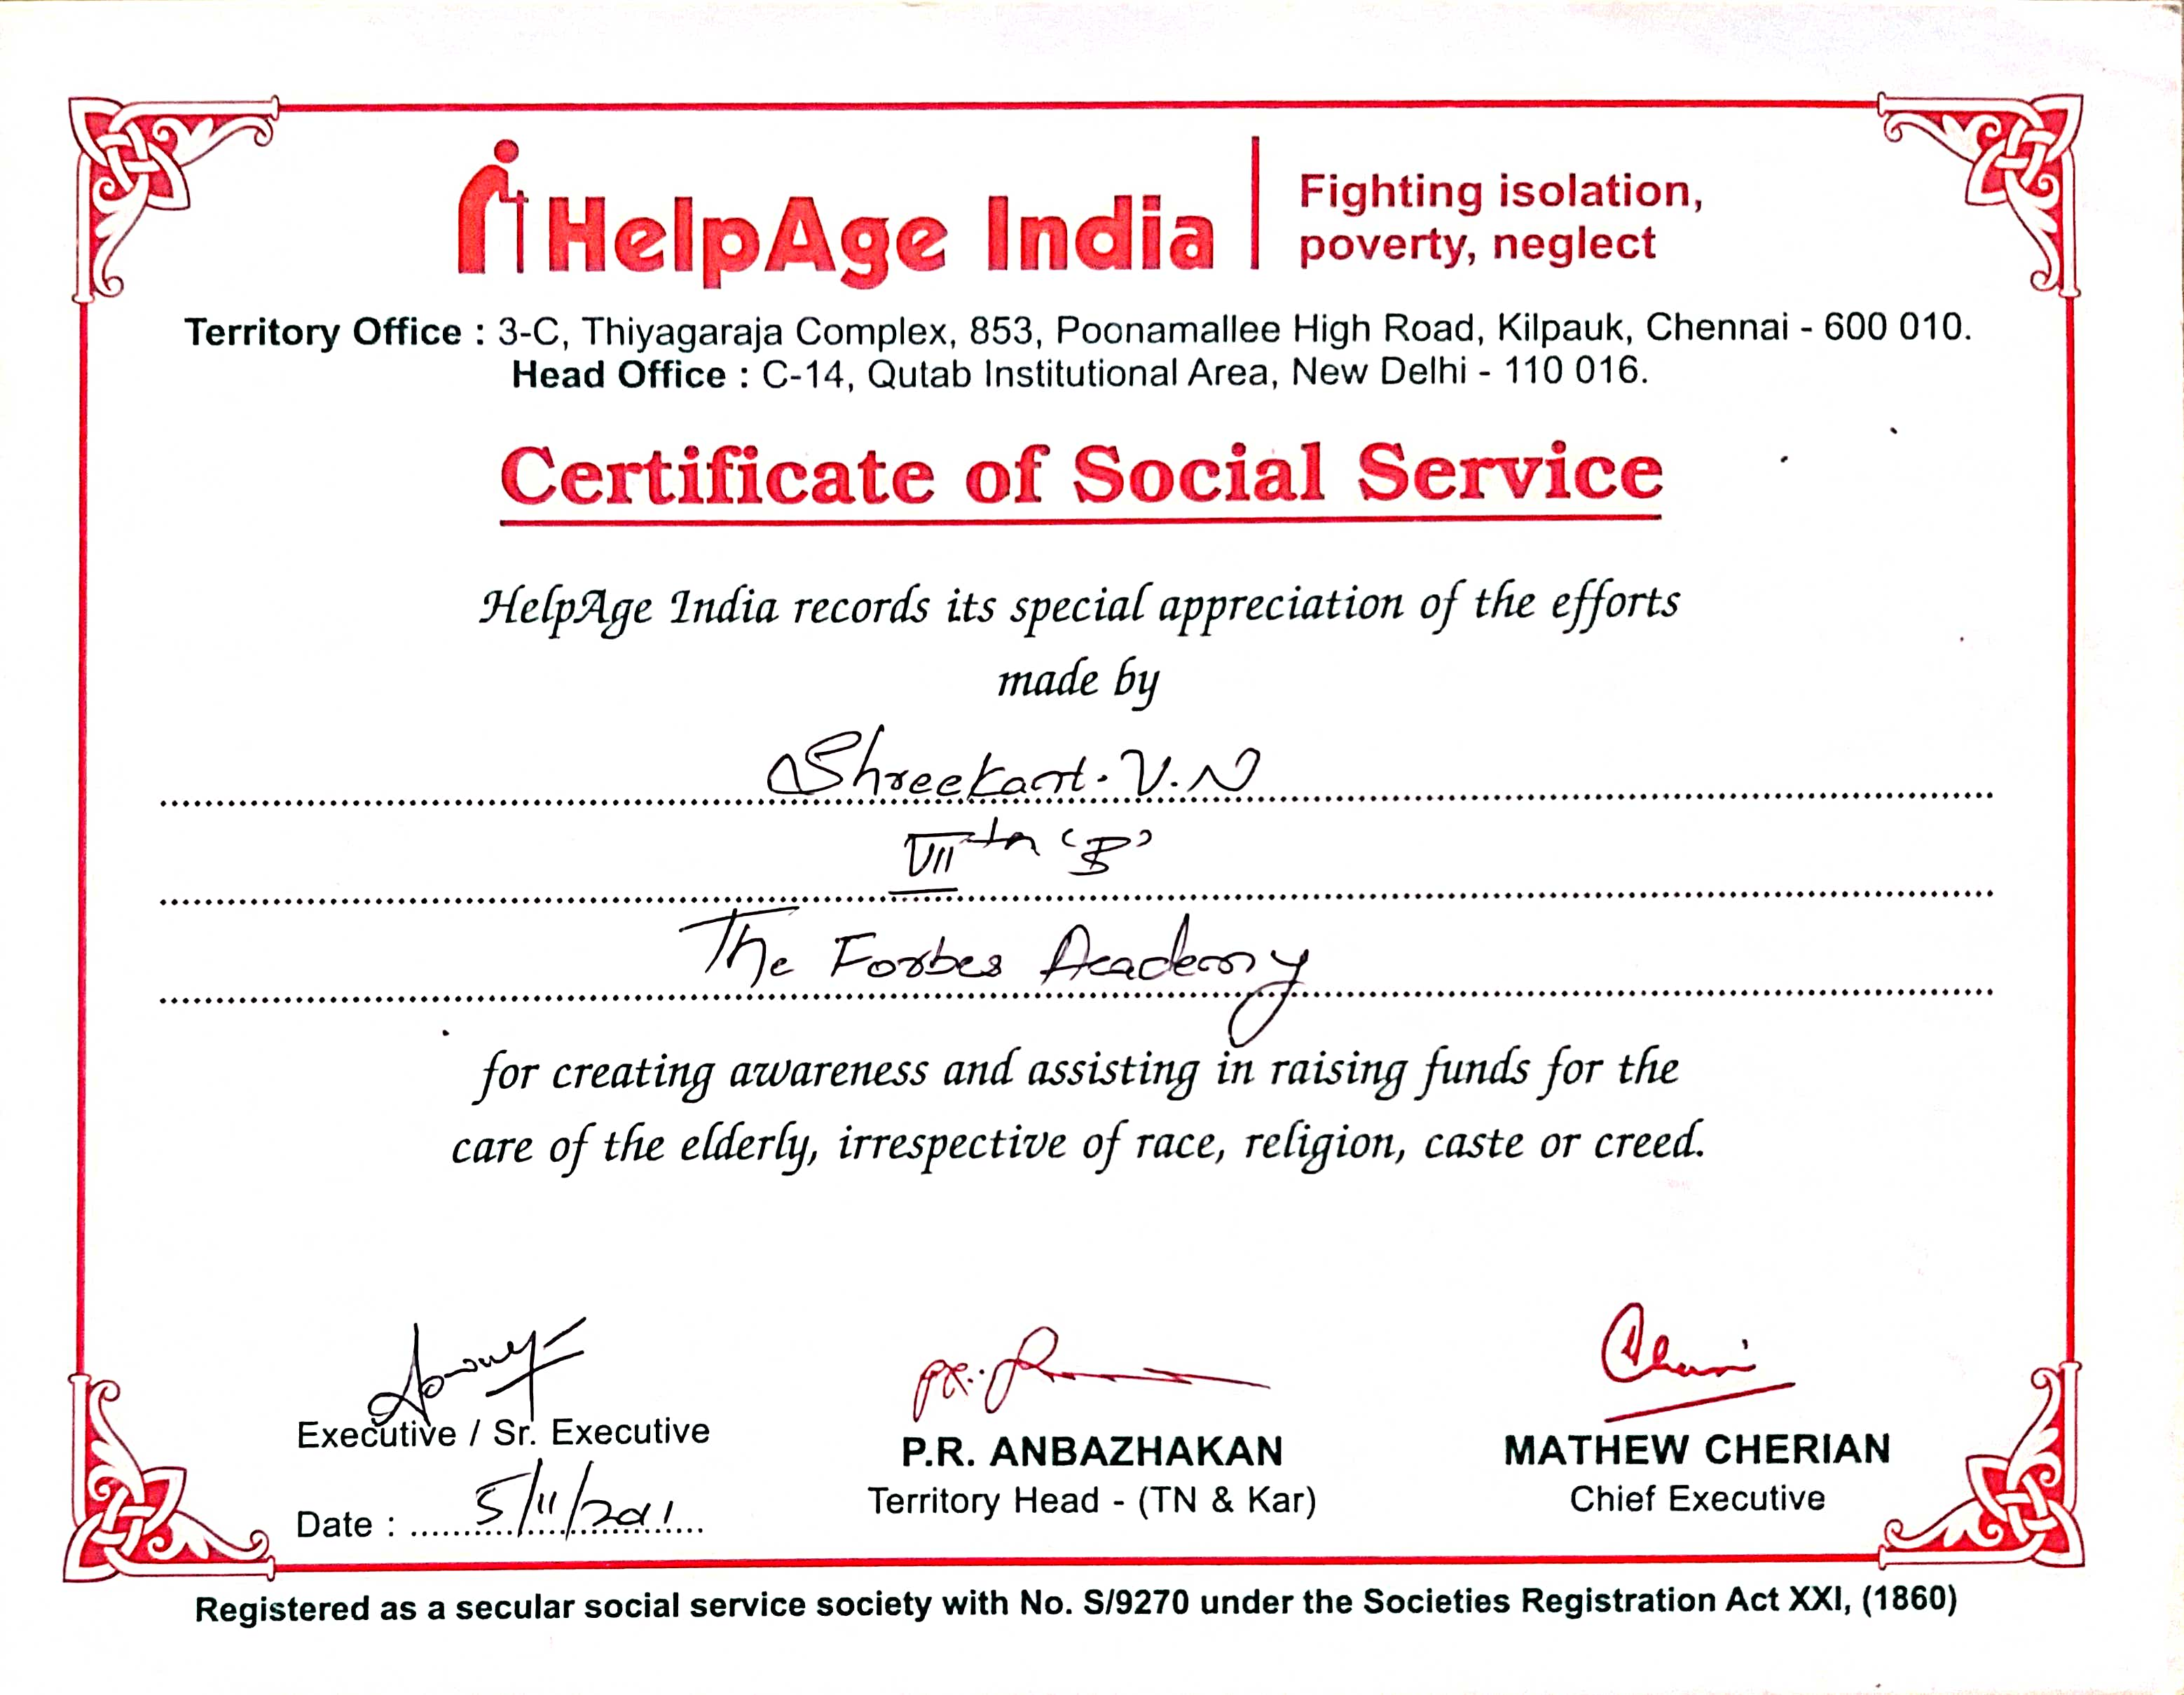 HelpAge India
Fighting isolation,
poverty, neglect
Territory Office : 3-C, Thiyagaraja Complex, 853, Poonamallee High Road, Kilpauk, Chennai - 600 010.
Head Office : C-14, Qutab Institutional Area, New Delhi - 110 016.
Certificate of Social Service
HelpAge India records its special appreciation of the efforts
made by
Shreekant. V. N
VIIth 'B'
The Forbes Academy
for creating awareness and assisting in raising funds for the
care of the elderly, irrespective of race, religion, caste or creed.
Executive / Sr. Executive
Date : 5/11/2011
P.R. ANBAZHAKAN
Territory Head - (TN & Kar)
MATHEW CHERIAN
Chief Executive
Registered as a secular social service society with No. S/9270 under the Societies Registration Act XXI, (1860)